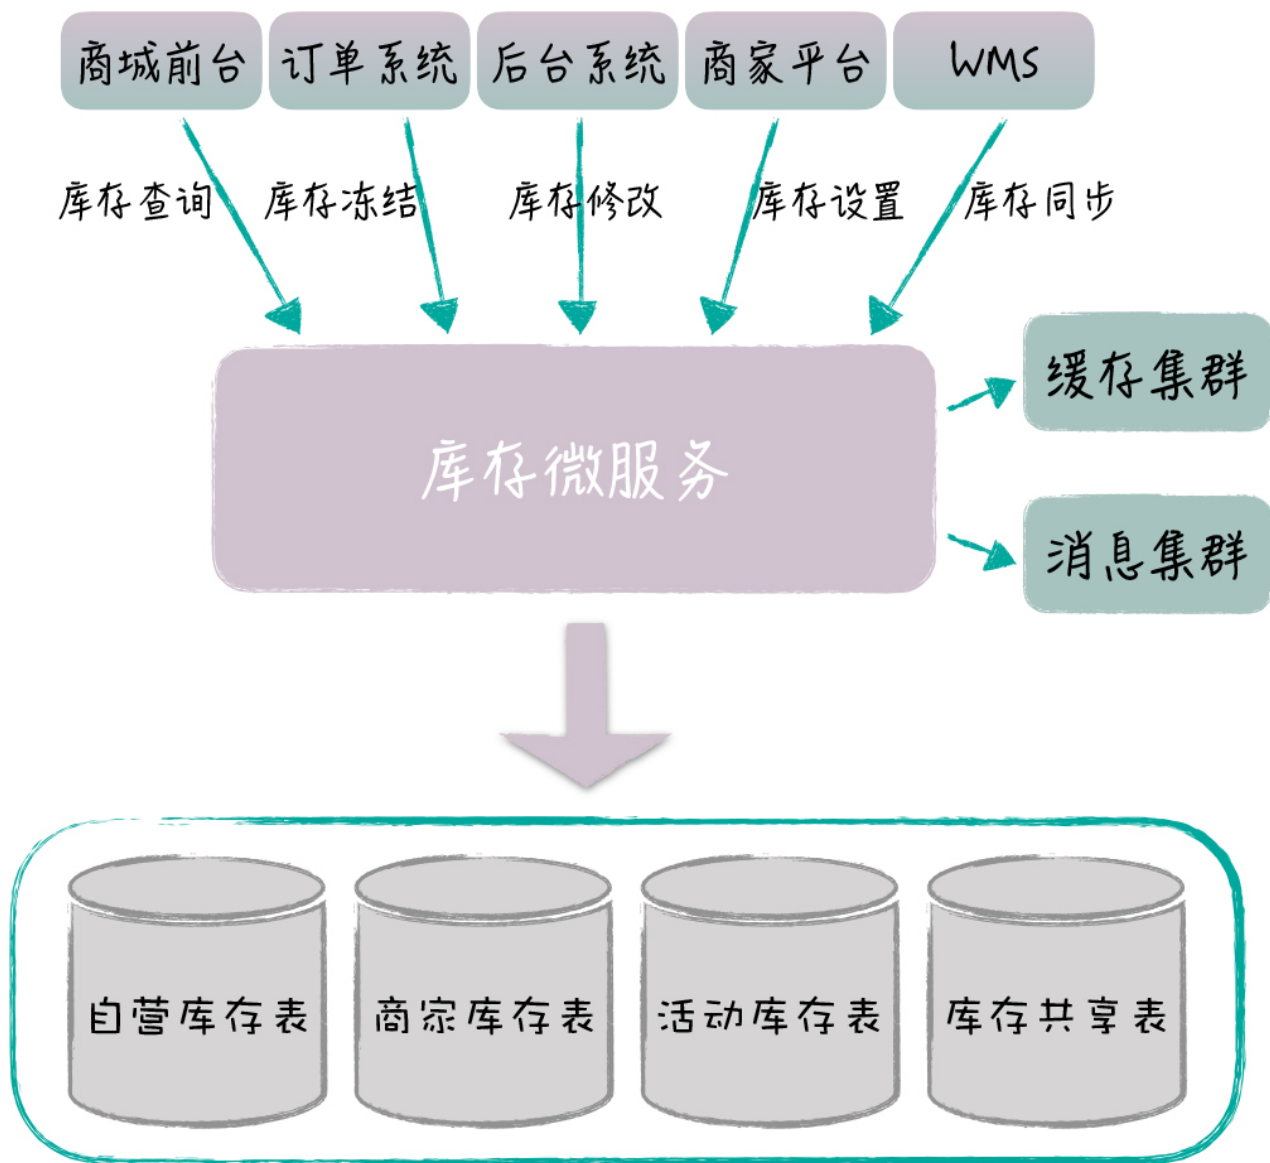 商城前台
订单系统
后台系统
商家平台
WMS
库存查询
库存冻结
库存修改
库存设置
库存同步
缓存集群
库存微服务
消息集群
自营库存表
商家库存表
活动库存表
库存共享表